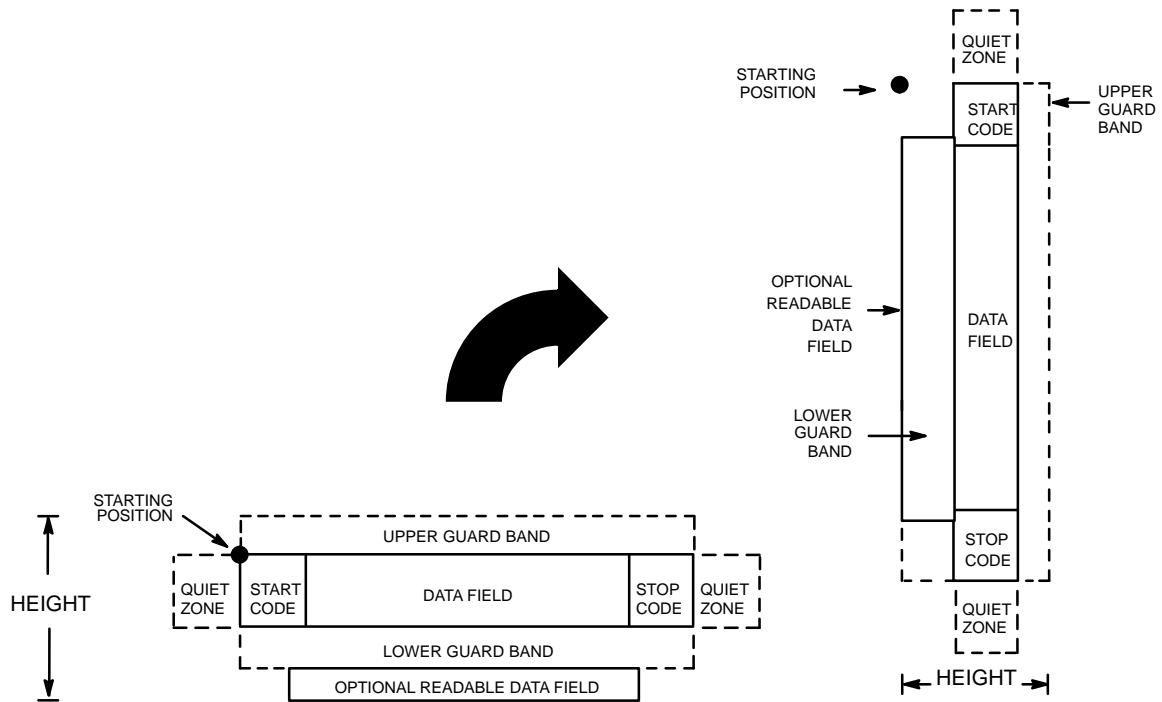 QUIET
ZONE
STARTING
POSITION
UPPER
GUARD
BAND
START
CODE
OPTIONAL
READABLE
DATA
FIELD
DATA
FIELD
LOWER
GUARD
BAND
STOP
CODE
QUIET
ZONE
HEIGHT
STARTING
POSITION
UPPER GUARD BAND
HEIGHT
QUIET
ZONE
START
CODE
DATA FIELD
STOP
CODE
QUIET
ZONE
LOWER GUARD BAND
OPTIONAL READABLE DATA FIELD